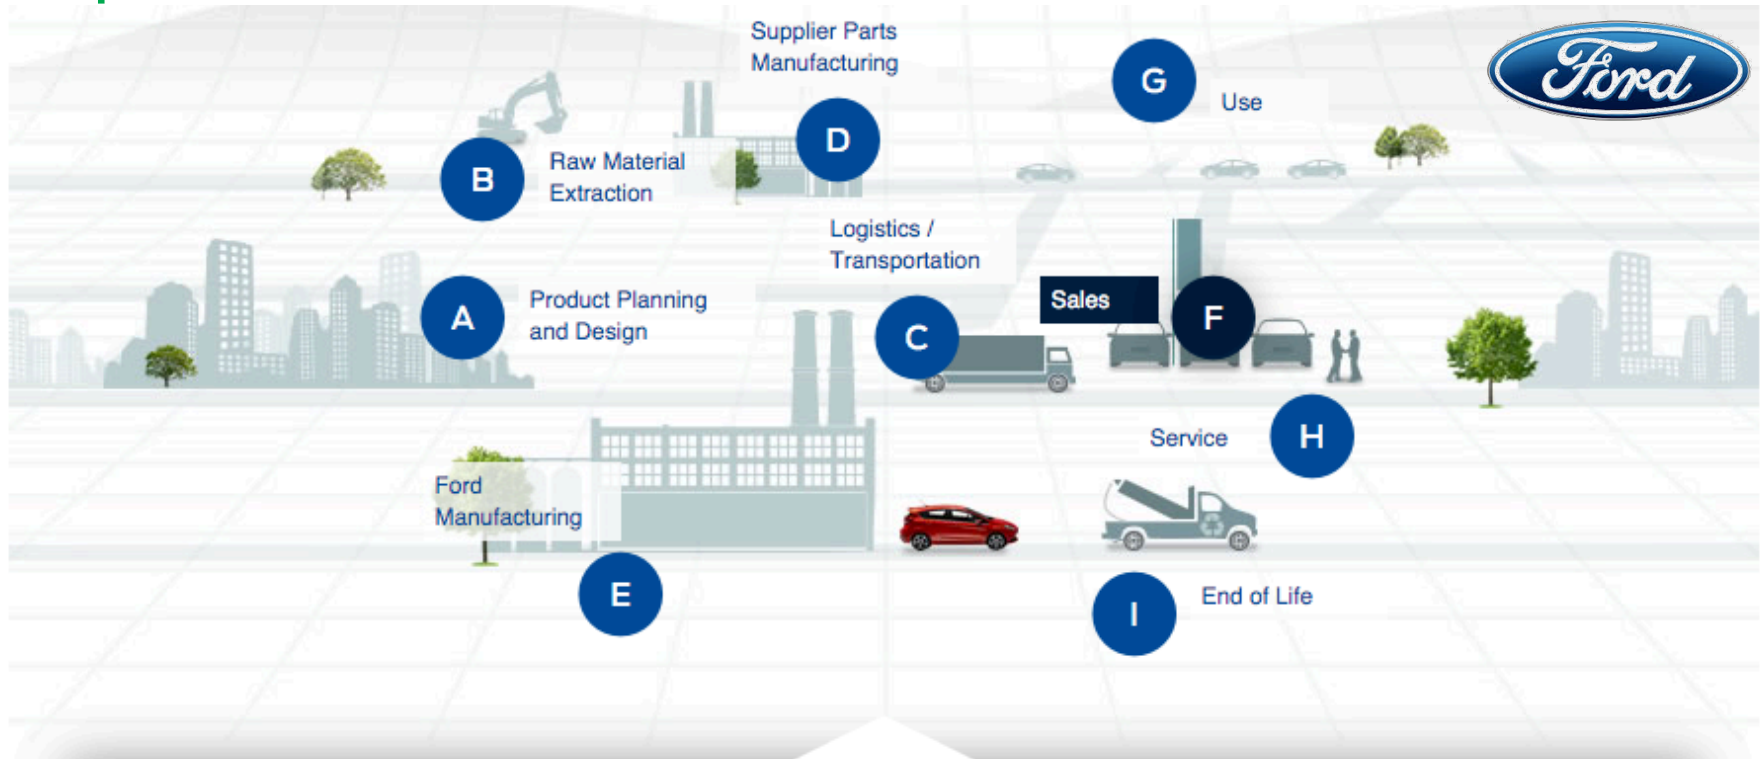 Supplier Parts
Manufacturing
G
Use
Ford
D
B
Raw Material
Extraction
Logistics /
Transportation
A
Product Planning
and Design
Sales
F
C
Service
H
Ford
Manufacturing
E
I
End of Life